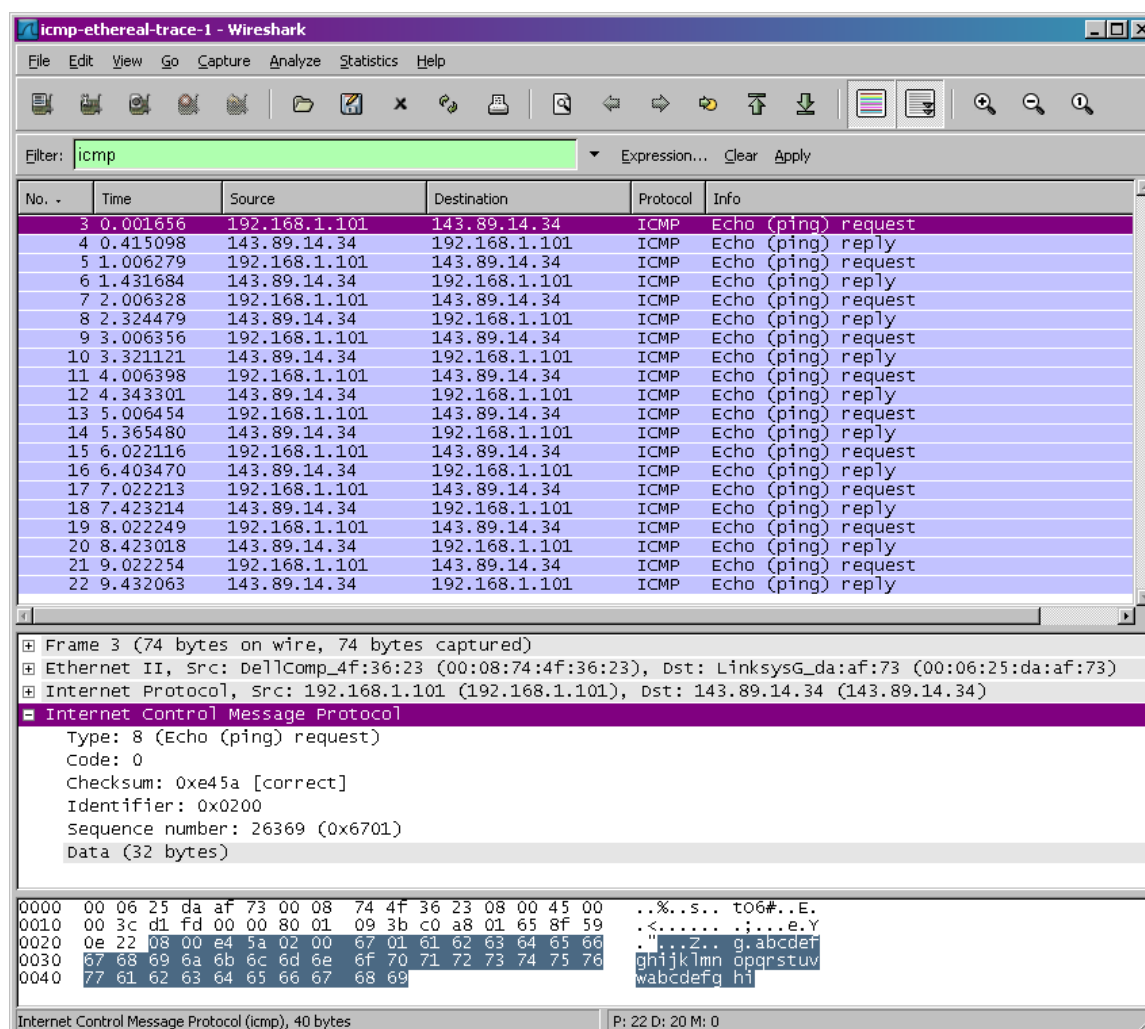 icmp-ethereal-trace-1 - Wireshark
File Edit View Go Capture Analyze Statistics Help
Filter: icmp Expression... Clear Apply
No. Time Source Destination Protocol Info
3 0.001656 192.168.1.101 143.89.14.34 ICMP Echo (ping) request
4 0.415098 143.89.14.34 192.168.1.101 ICMP Echo (ping) reply
5 1.006279 192.168.1.101 143.89.14.34 ICMP Echo (ping) request
6 1.431684 143.89.14.34 192.168.1.101 ICMP Echo (ping) reply
7 2.006328 192.168.1.101 143.89.14.34 ICMP Echo (ping) request
8 2.324479 143.89.14.34 192.168.1.101 ICMP Echo (ping) reply
9 3.006356 192.168.1.101 143.89.14.34 ICMP Echo (ping) request
10 3.321121 143.89.14.34 192.168.1.101 ICMP Echo (ping) reply
11 4.006398 192.168.1.101 143.89.14.34 ICMP Echo (ping) request
12 4.343301 143.89.14.34 192.168.1.101 ICMP Echo (ping) reply
13 5.006454 192.168.1.101 143.89.14.34 ICMP Echo (ping) request
14 5.365480 143.89.14.34 192.168.1.101 ICMP Echo (ping) reply
15 6.022116 192.168.1.101 143.89.14.34 ICMP Echo (ping) request
16 6.403470 143.89.14.34 192.168.1.101 ICMP Echo (ping) reply
17 7.022213 192.168.1.101 143.89.14.34 ICMP Echo (ping) request
18 7.423214 143.89.14.34 192.168.1.101 ICMP Echo (ping) reply
19 8.022249 192.168.1.101 143.89.14.34 ICMP Echo (ping) request
20 8.423018 143.89.14.34 192.168.1.101 ICMP Echo (ping) reply
21 9.022254 192.168.1.101 143.89.14.34 ICMP Echo (ping) request
22 9.432063 143.89.14.34 192.168.1.101 ICMP Echo (ping) reply
Frame 3 (74 bytes on wire, 74 bytes captured)
Ethernet II, Src: DellComp_4f:36:23 (00:08:74:4f:36:23), Dst: LinksysG_da:af:73 (00:06:25:da:af:73)
Internet Protocol, Src: 192.168.1.101 (192.168.1.101), Dst: 143.89.14.34 (143.89.14.34)
Internet Control Message Protocol
Type: 8 (Echo (ping) request)
Code: 0
Checksum: 0xe45a [correct]
Identifier: 0x0200
Sequence number: 26369 (0x6701)
Data (32 bytes)
0000 00 06 25 da af 73 00 08 74 4f 36 23 08 00 45 00 ..%..s.. tO6#..E.
0010 00 3c d1 fd 00 00 80 01 09 3b c0 a8 01 65 8f 59 .<...... .;...e.Y
0020 0e 22 08 00 e4 5a 02 00 67 01 61 62 63 64 65 66 ."...Z.. g.abcdef
0030 67 68 69 6a 6b 6c 6d 6e 6f 70 71 72 73 74 75 76 ghijklmn opqrstuv
0040 77 61 62 63 64 65 66 67 68 69 wabcdefg hi
Internet Control Message Protocol (icmp), 40 bytes P: 22 D: 20 M: 0